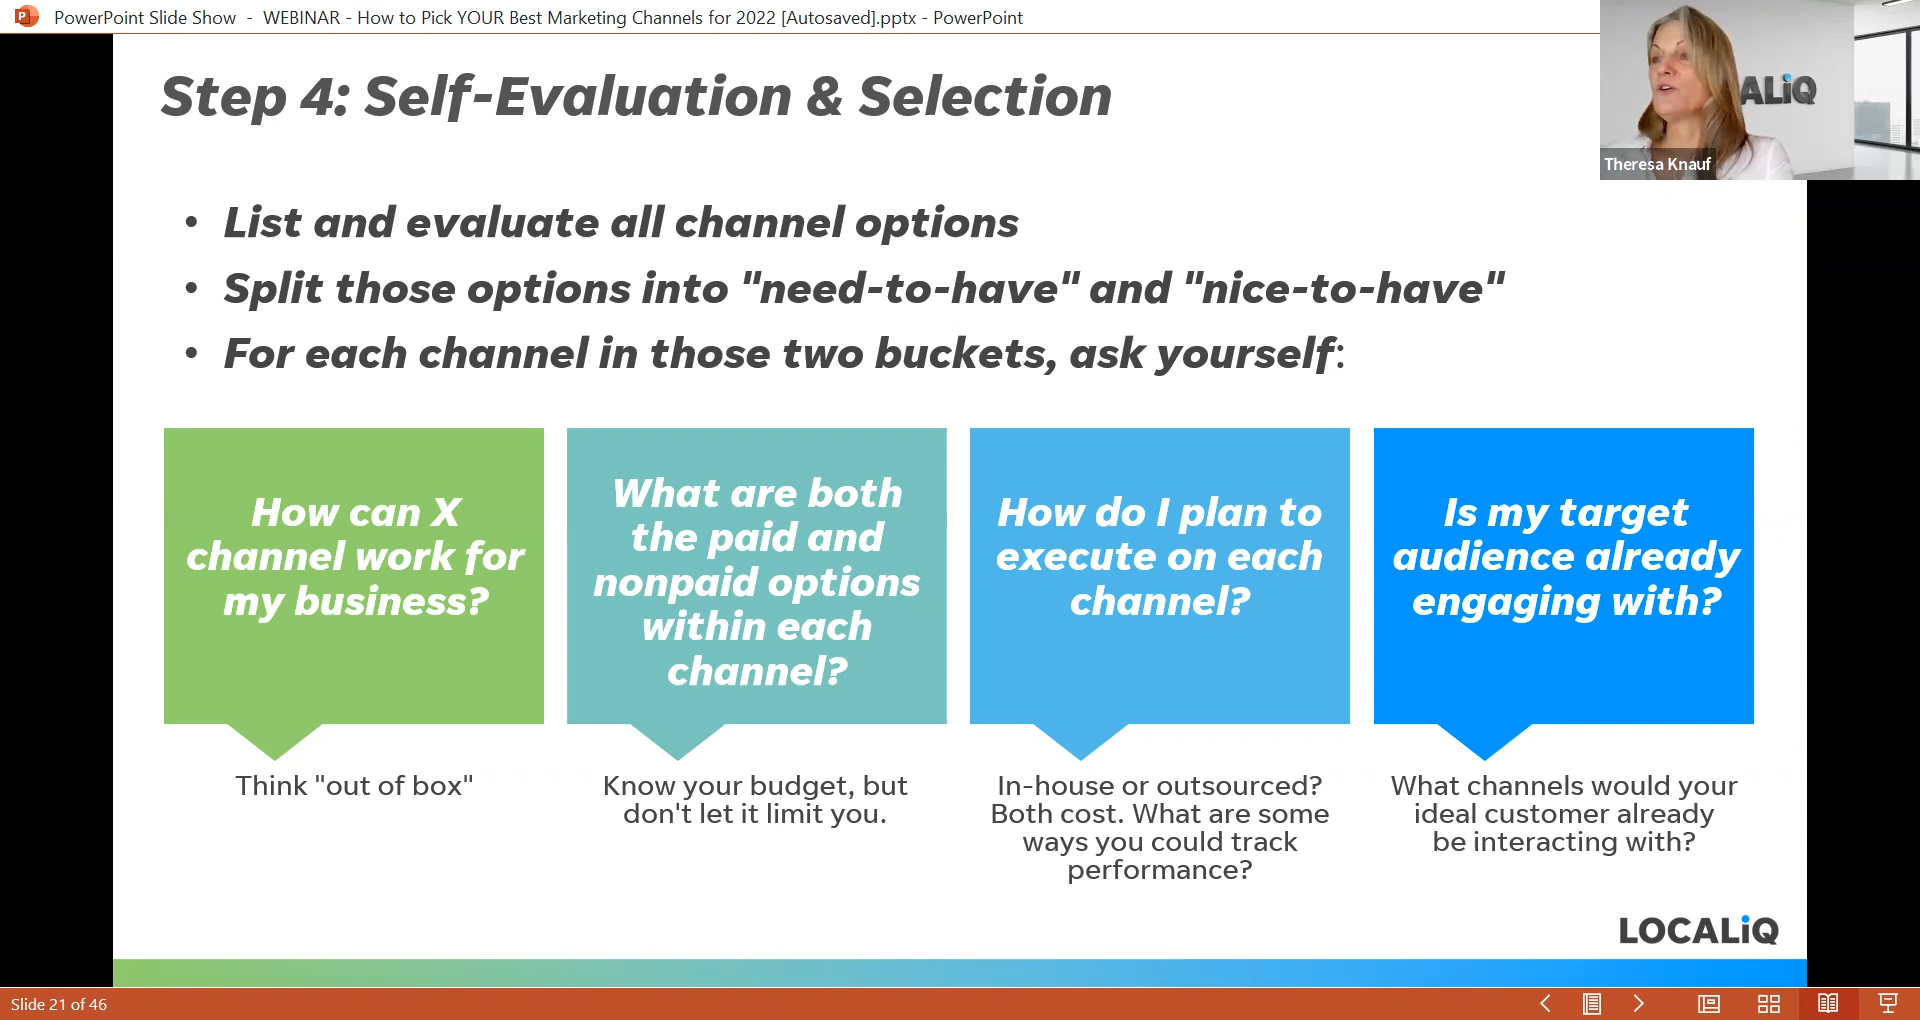 PowerPoint Slide Show - WEBINAR - How to Pick YOUR Best Marketing Channels for 2022 [Autosaved].pptx - PowerPoint
ALiQ
Theresa Knauf
Step 4: Self-Evaluation & Selection
• List and evaluate all channel options
• Split those options into "need-to-have" and "nice-to-have"
• For each channel in those two buckets, ask yourself:
How can X
channel work for
my business?
Think "out of box"
What are both
the paid and
nonpaid options
within each
channel?
Know your budget, but
don't let it limit you.
How do I plan to
execute on each
channel?
In-house or outsourced?
Both cost. What are some
ways you could track
performance?
Is my target
audience already
engaging with?
What channels would your
ideal customer already
be interacting with?
LOCALiQ
Slide 21 of 46